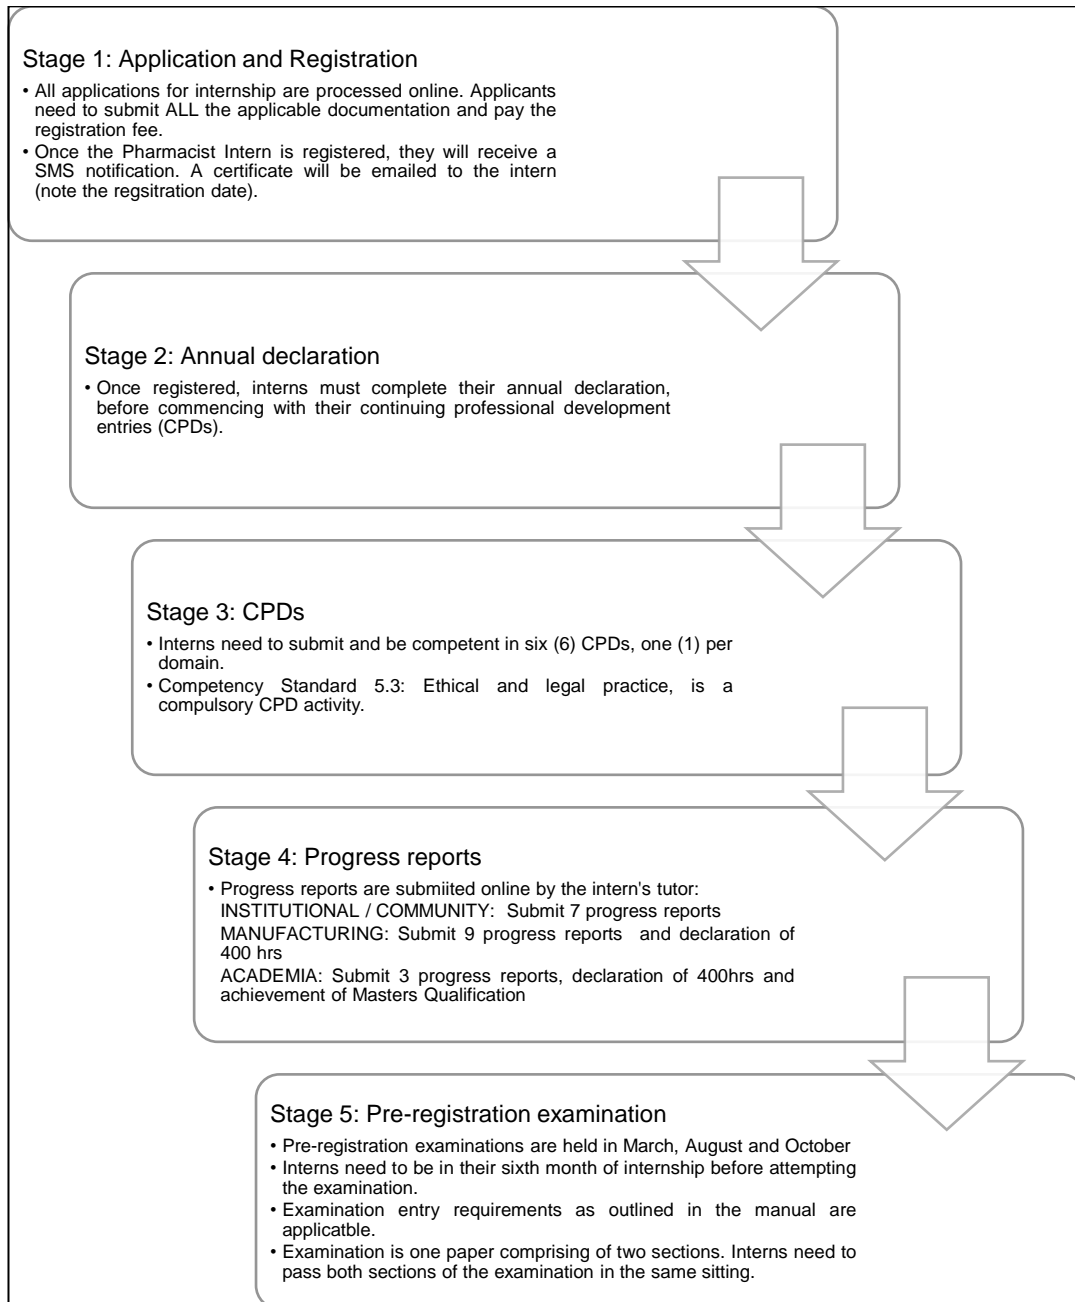 Stage 1: Application and Registration
• All applications for internship are processed online. Applicants
need to submit ALL the applicable documentation and pay the
registration fee.
• Once the Pharmacist Intern is registered, they will receive a
SMS notification. A certificate will be emailed to the intern
(note the regsitration date).
Stage 2: Annual declaration
• Once registered, interns must complete their annual declaration,
before commencing with their continuing professional development
entries (CPDs).
Stage 3: CPDs
• Interns need to submit and be competent in six (6) CPDs, one (1) per
domain.
• Competency Standard 5.3: Ethical and legal practice, is a
compulsory CPD activity.
Stage 4: Progress reports
• Progress reports are submiited online by the intern's tutor:
INSTITUTIONAL / COMMUNITY: Submit 7 progress reports
MANUFACTURING: Submit 9 progress reports and declaration of
400 hrs
ACADEMIA: Submit 3 progress reports, declaration of 400hrs and
achievement of Masters Qualification
Stage 5: Pre-registration examination
• Pre-registration examinations are held in March, August and October
• Interns need to be in their sixth month of internship before attempting
the examination.
• Examination entry requirements as outlined in the manual are
applicatble.
• Examination is one paper comprising of two sections. Interns need to
pass both sections of the examination in the same sitting.